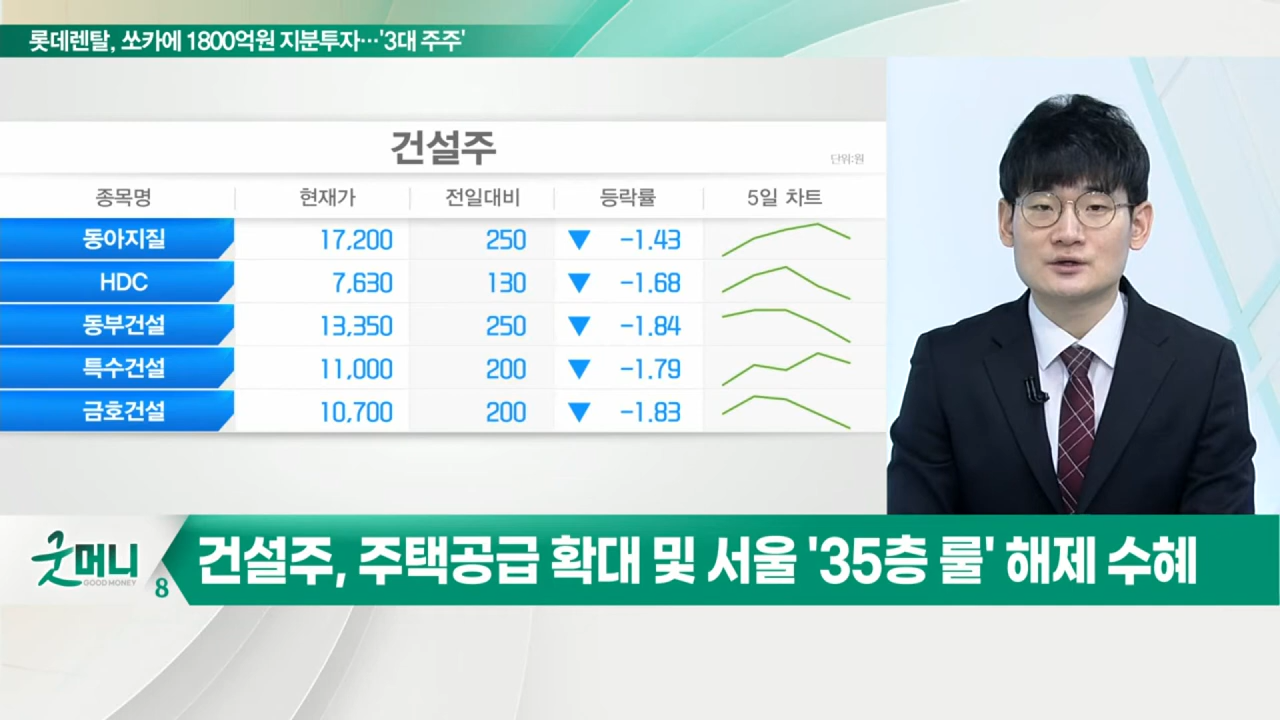 롯데렌탈, 쏘카에 1800억원 지분투자…'3대 주주'
건설주
단위:원
종목명 현재가 전일대비 등락률 5일 차트
동아지질 17,200 250 ▼ -1.43
HDC 7,630 130 ▼ -1.68
동부건설 13,350 250 ▼ -1.84
특수건설 11,000 200 ▼ -1.79
금호건설 10,700 200 ▼ -1.83
굿머니
GOOD MONEY
8
건설주, 주택공급 확대 및 서울 '35층 룰' 해제 수혜